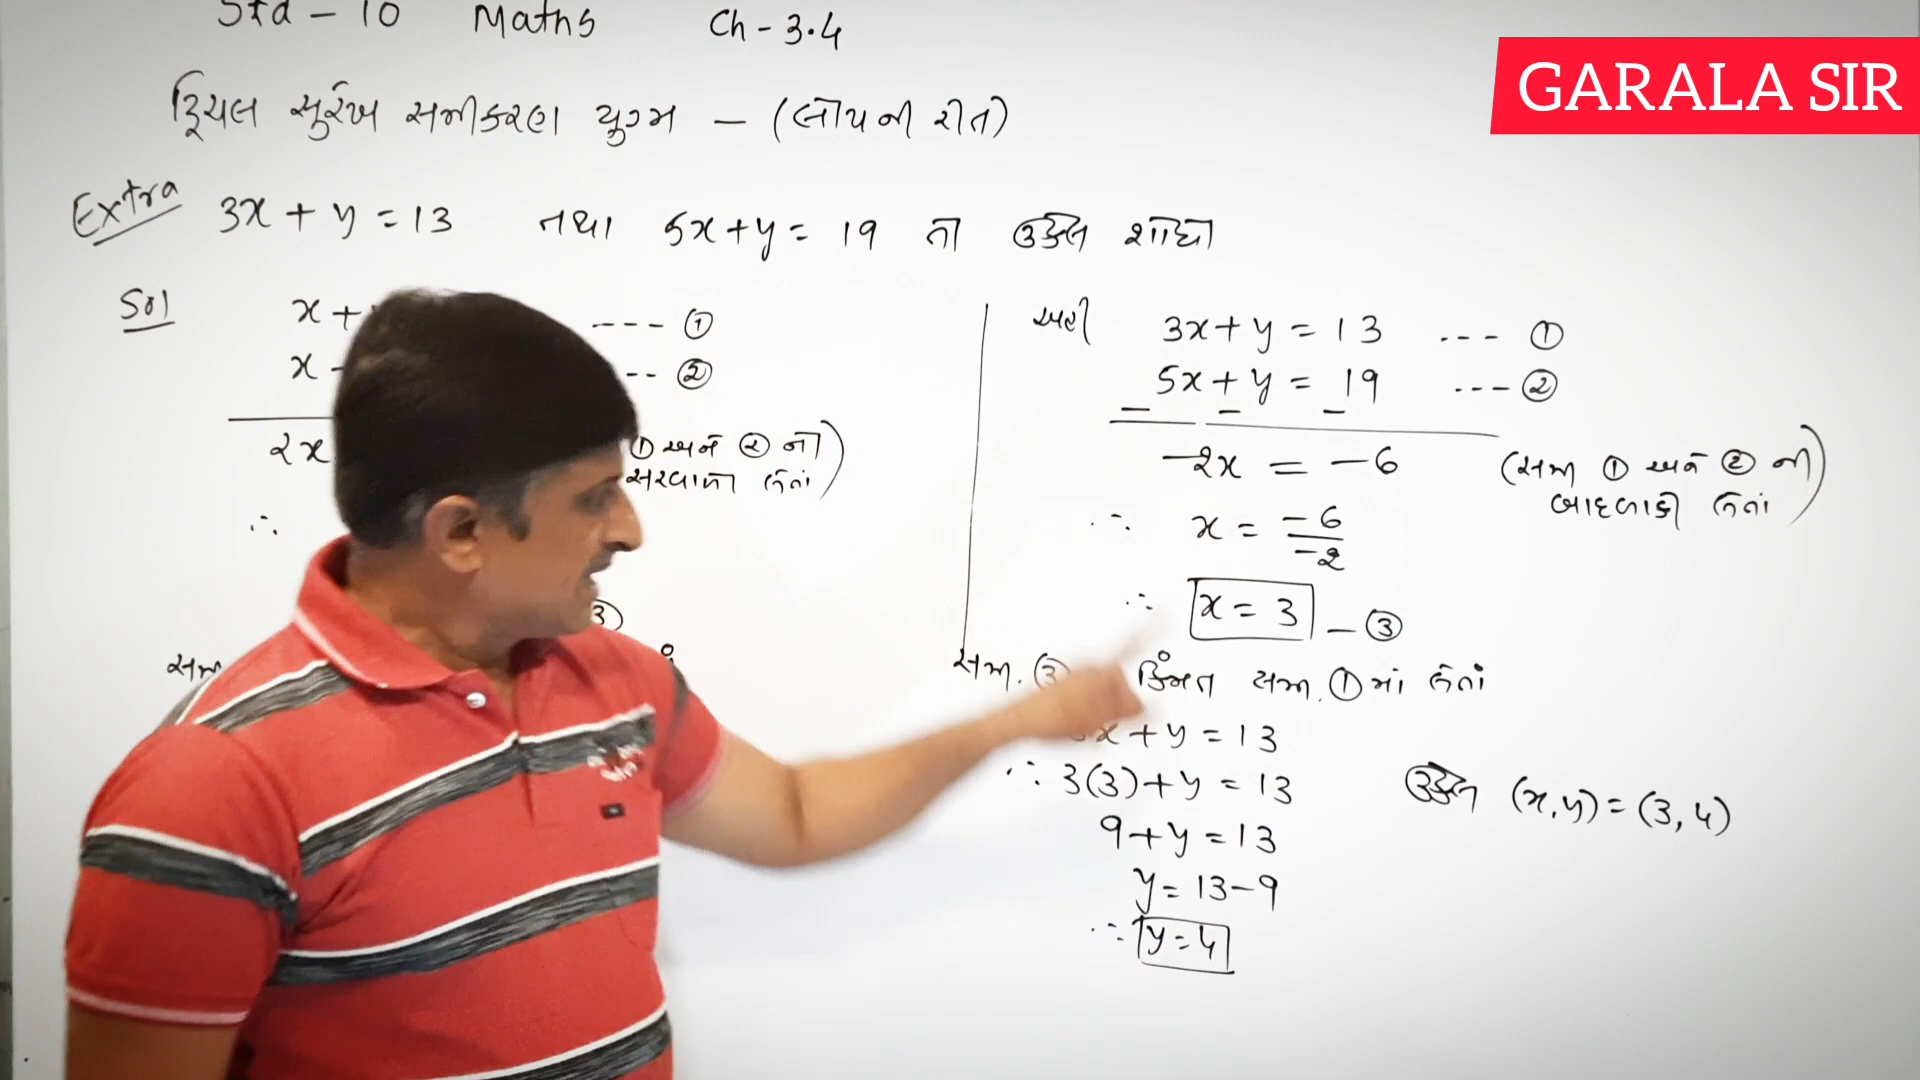 Std - 10 Maths Ch - 3.4
GARALA SIR
દ્વિચલ સુરેખ સમીકરણ યુગ્મ - (લોપની રીત)
Extra 3x + y = 13 તથા 5x + y = 19 નો ઉકેલ શોધો
Sol
x +
--- ①
x -
-- ②
2x
① અને ② નો
સરવાળો લેતાં)
∴
③
સમી
અહીં 3x + y = 13 --- ①
5x + y = 19 --- ②
– – –
-2x = -6 (સમી ① અને ② ની
બાદબાકી લેતાં)
∴ x = -6/-2
∴ x = 3 — ③
સમી. ③ કિંમત સમી. ① માં લેતાં
x + y = 13
∴ 3(3) + y = 13
9 + y = 13
y = 13 - 9
∴ y = 4
ઉકેલ (x, y) = (3, 4)